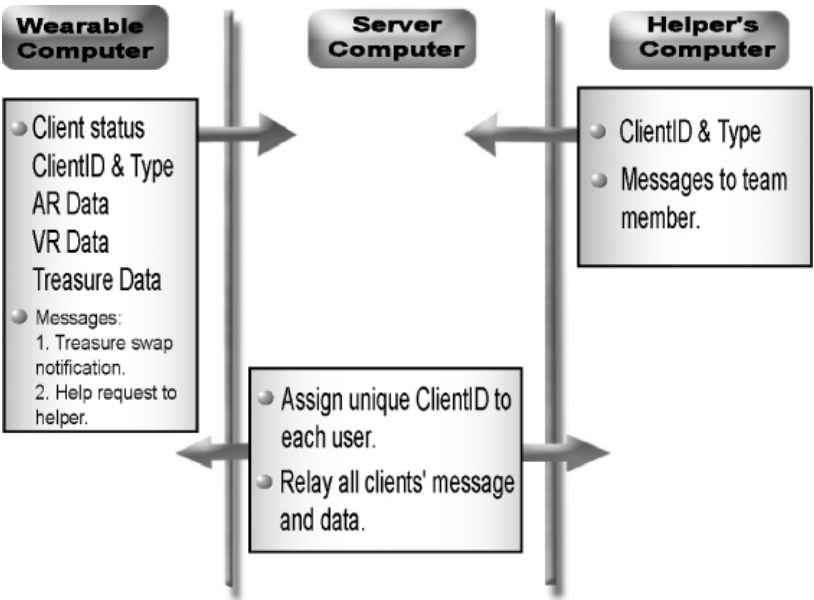 Wearable
Computer
Server
Computer
Helper's
Computer
Client status
ClientID & Type
AR Data
VR Data
Treasure Data
Messages:
1. Treasure swap
notification.
2. Help request to
helper.
ClientID & Type
Messages to team
member.
Assign unique ClientID to
each user.
Relay all clients' message
and data.